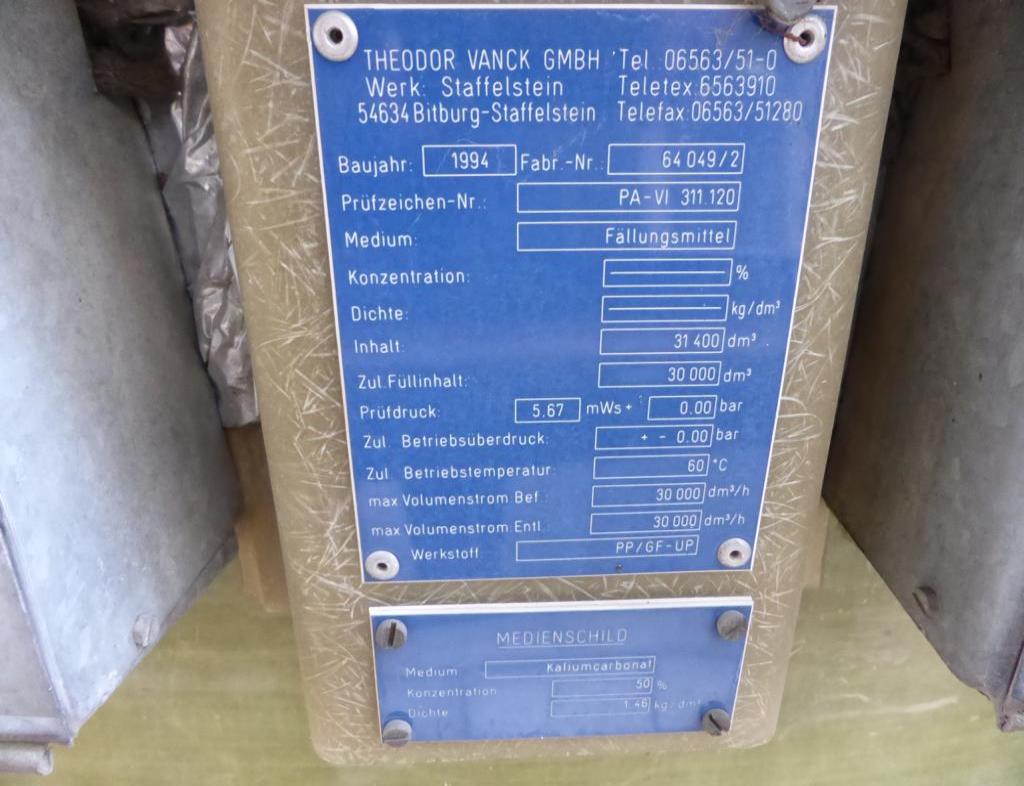 THEODOR VANCK GMBH Tel. 06563/51-0
Werk: Staffelstein Teletex 6563910
54634 Bitburg-Staffelstein Telefax 06563/51280
Baujahr: 1994 Fabr.-Nr.: 64 049/2
Prüfzeichen-Nr.: PA-VI 311.120
Medium: Fällungsmittel
Konzentration: %
Dichte: kg/dm³
Inhalt: 31 400 dm³
Zul. Füllinhalt: 30 000 dm³
Prüfdruck: 5.67 mWs + 0.00 bar
Zul. Betriebsüberdruck: + - 0.00 bar
Zul. Betriebstemperatur: 60 °C
max. Volumenstrom Bef.: 30 000 dm³/h
max. Volumenstrom Entl. 30 000 dm³/h
Werkstoff PP/GF-UP
MEDIENSCHILD
Medium: Kaliumcarbonat
Konzentration 50 %
Dichte 1.46 kg/dm³